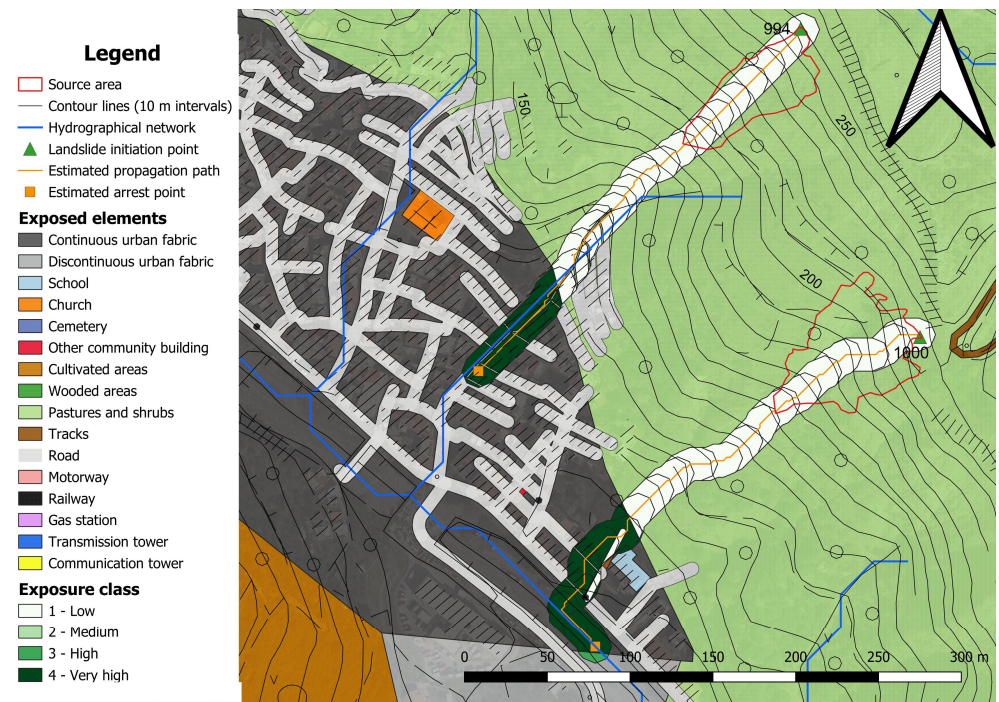 Legend
Source area
Contour lines (10 m intervals)
Hydrographical network
Landslide initiation point
Estimated propagation path
Estimated arrest point
Exposed elements
Continuous urban fabric
Discontinuous urban fabric
School
Church
Cemetery
Other community building
Cultivated areas
Wooded areas
Pastures and shrubs
Tracks
Road
Motorway
Railway
Gas station
Transmission tower
Communication tower
Exposure class
1 - Low
2 - Medium
3 - High
4 - Very high
994
150
250
200
1000
0 50 100 150 200 250 300 m